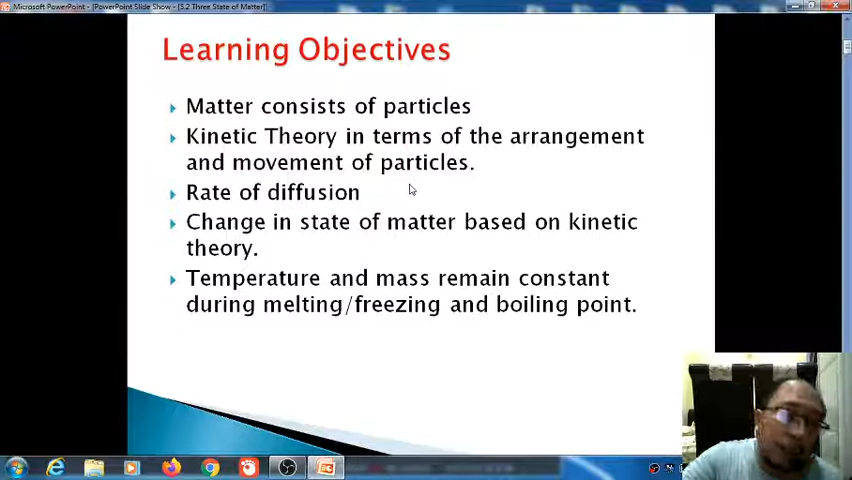 Microsoft PowerPoint - [PowerPoint Slide Show - [3.2 Three State of Matter]]
Learning Objectives
Matter consists of particles
Kinetic Theory in terms of the arrangement
and movement of particles.
Rate of diffusion
Change in state of matter based on kinetic
theory.
Temperature and mass remain constant
during melting/freezing and boiling point.